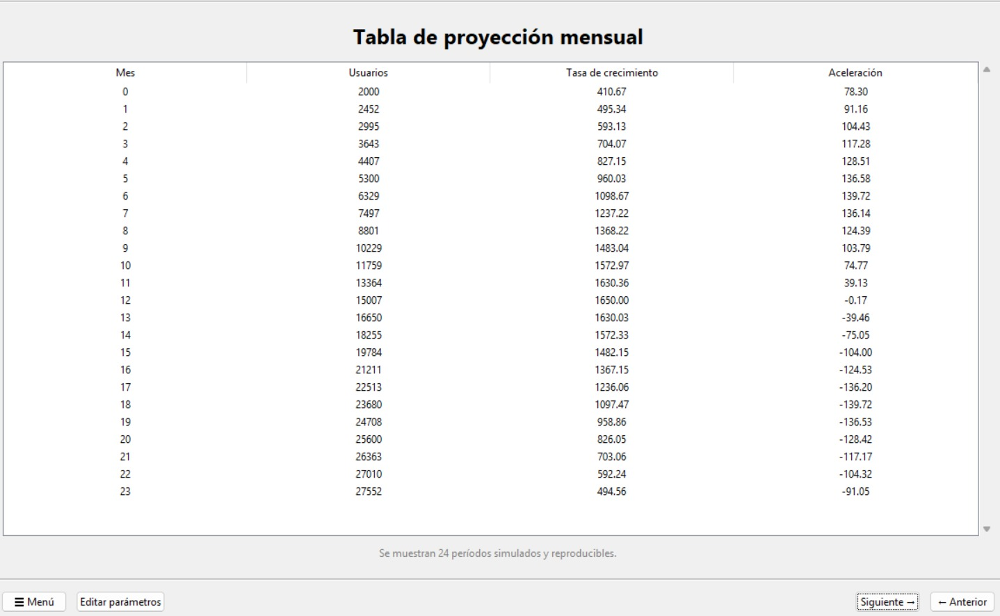 Tabla de proyección mensual
Mes Usuarios Tasa de crecimiento Aceleración
0 2000 410.67 78.30
1 2452 495.34 91.16
2 2995 593.13 104.43
3 3643 704.07 117.28
4 4407 827.15 128.51
5 5300 960.03 136.58
6 6329 1098.67 139.72
7 7497 1237.22 136.14
8 8801 1368.22 124.39
9 10229 1483.04 103.79
10 11759 1572.97 74.77
11 13364 1630.36 39.13
12 15007 1650.00 -0.17
13 16650 1630.03 -39.46
14 18255 1572.33 -75.05
15 19784 1482.15 -104.00
16 21211 1367.15 -124.53
17 22513 1236.06 -136.20
18 23680 1097.47 -139.72
19 24708 958.86 -136.53
20 25600 826.05 -128.42
21 26363 703.06 -117.17
22 27010 592.24 -104.32
23 27552 494.56 -91.05
Se muestran 24 períodos simulados y reproducibles.
☰ Menú Editar parámetros Siguiente → ← Anterior